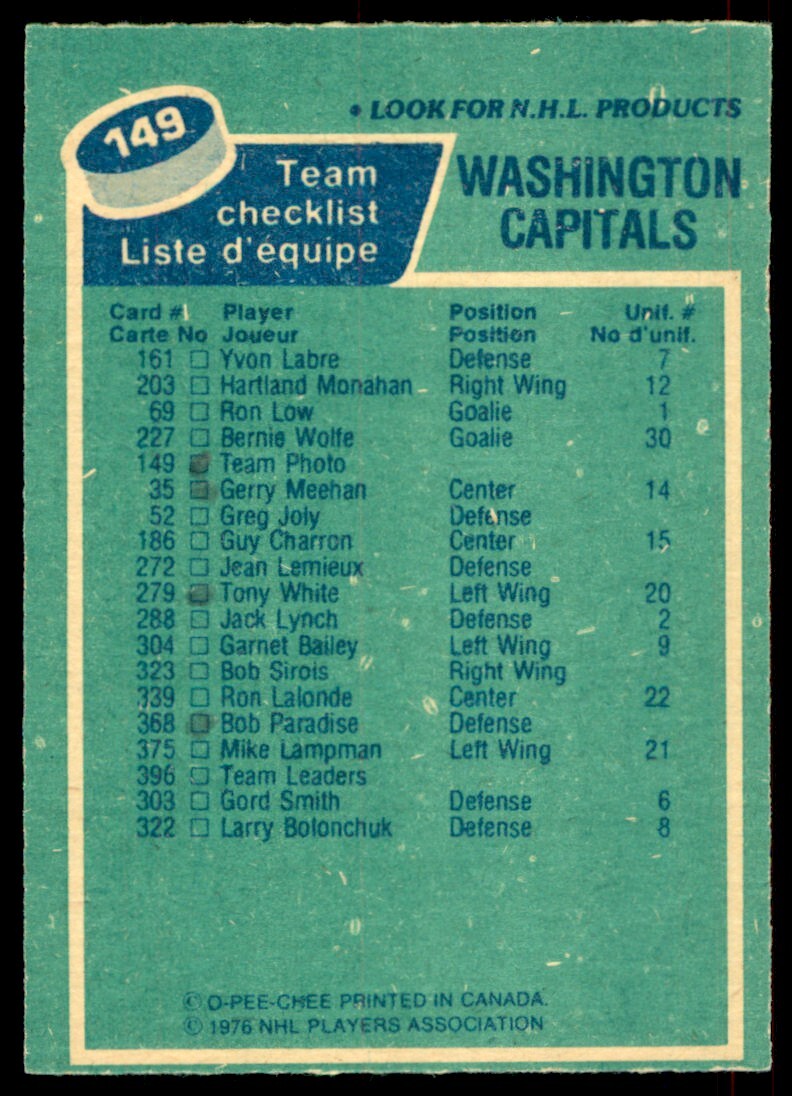 • LOOK FOR N.H.L. PRODUCTS
149
Team
checklist
Liste d'équipe
WASHINGTON
CAPITALS
Card # Player Position Unif. #
Carte No Joueur Position No d'unif.
161 □ Yvon Labre Defense 7
203 □ Hartland Monahan Right Wing 12
69 □ Ron Low Goalie 1
227 □ Bernie Wolfe Goalie 30
149 □ Team Photo
35 □ Gerry Meehan Center 14
52 □ Greg Joly Defense
186 □ Guy Charron Center 15
272 □ Jean Lemieux Defense
279 □ Tony White Left Wing 20
288 □ Jack Lynch Defense 2
304 □ Garnet Bailey Left Wing 9
323 □ Bob Sirois Right Wing
339 □ Ron Lalonde Center 22
368 □ Bob Paradise Defense
375 □ Mike Lampman Left Wing 21
396 □ Team Leaders
303 □ Gord Smith Defense 6
322 □ Larry Bolonchuk Defense 8
© O-PEE-CHEE PRINTED IN CANADA.
© 1976 NHL PLAYERS ASSOCIATION